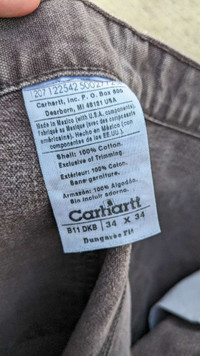 Carhartt, Inc. P.O. Box 600
Dearborn, MI 48121 USA
Made in Mexico (with U.S.A. components)
fabriqué au Mexique (avec des composants
américains). Hecho en México (con
componentes de los EE.UU.).
Shell: 100% Cotton.
Exclusive of Trimming.
Extérieur: 100% Coton.
Sans garniture.
Armazón: 100% Algodón.
Sin incluir adorno.
Carhartt
B11 DKB 34 X 34
Dungaree Fit